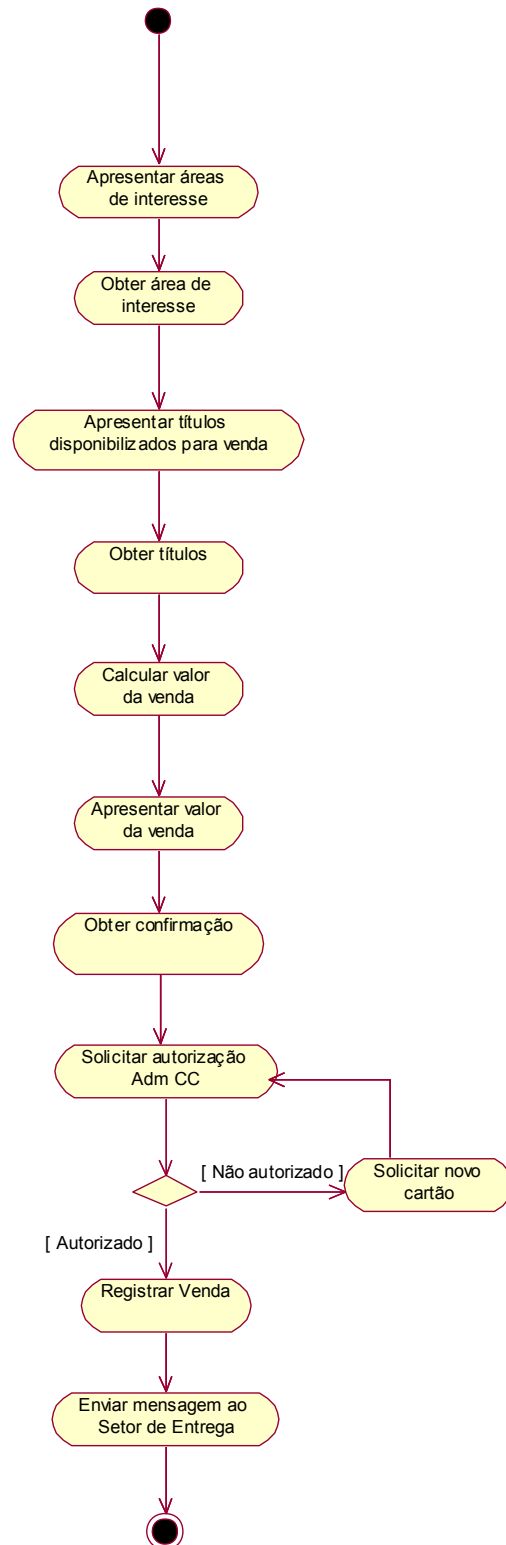 Apresentar áreas
de interesse
Obter área de
interesse
Apresentar títulos
disponibilizados para venda
Obter títulos
Calcular valor
da venda
Apresentar valor
da venda
Obter confirmação
Solicitar autorização
Adm CC
[ Não autorizado ]
Solicitar novo
cartão
[ Autorizado ]
Registrar Venda
Enviar mensagem ao
Setor de Entrega